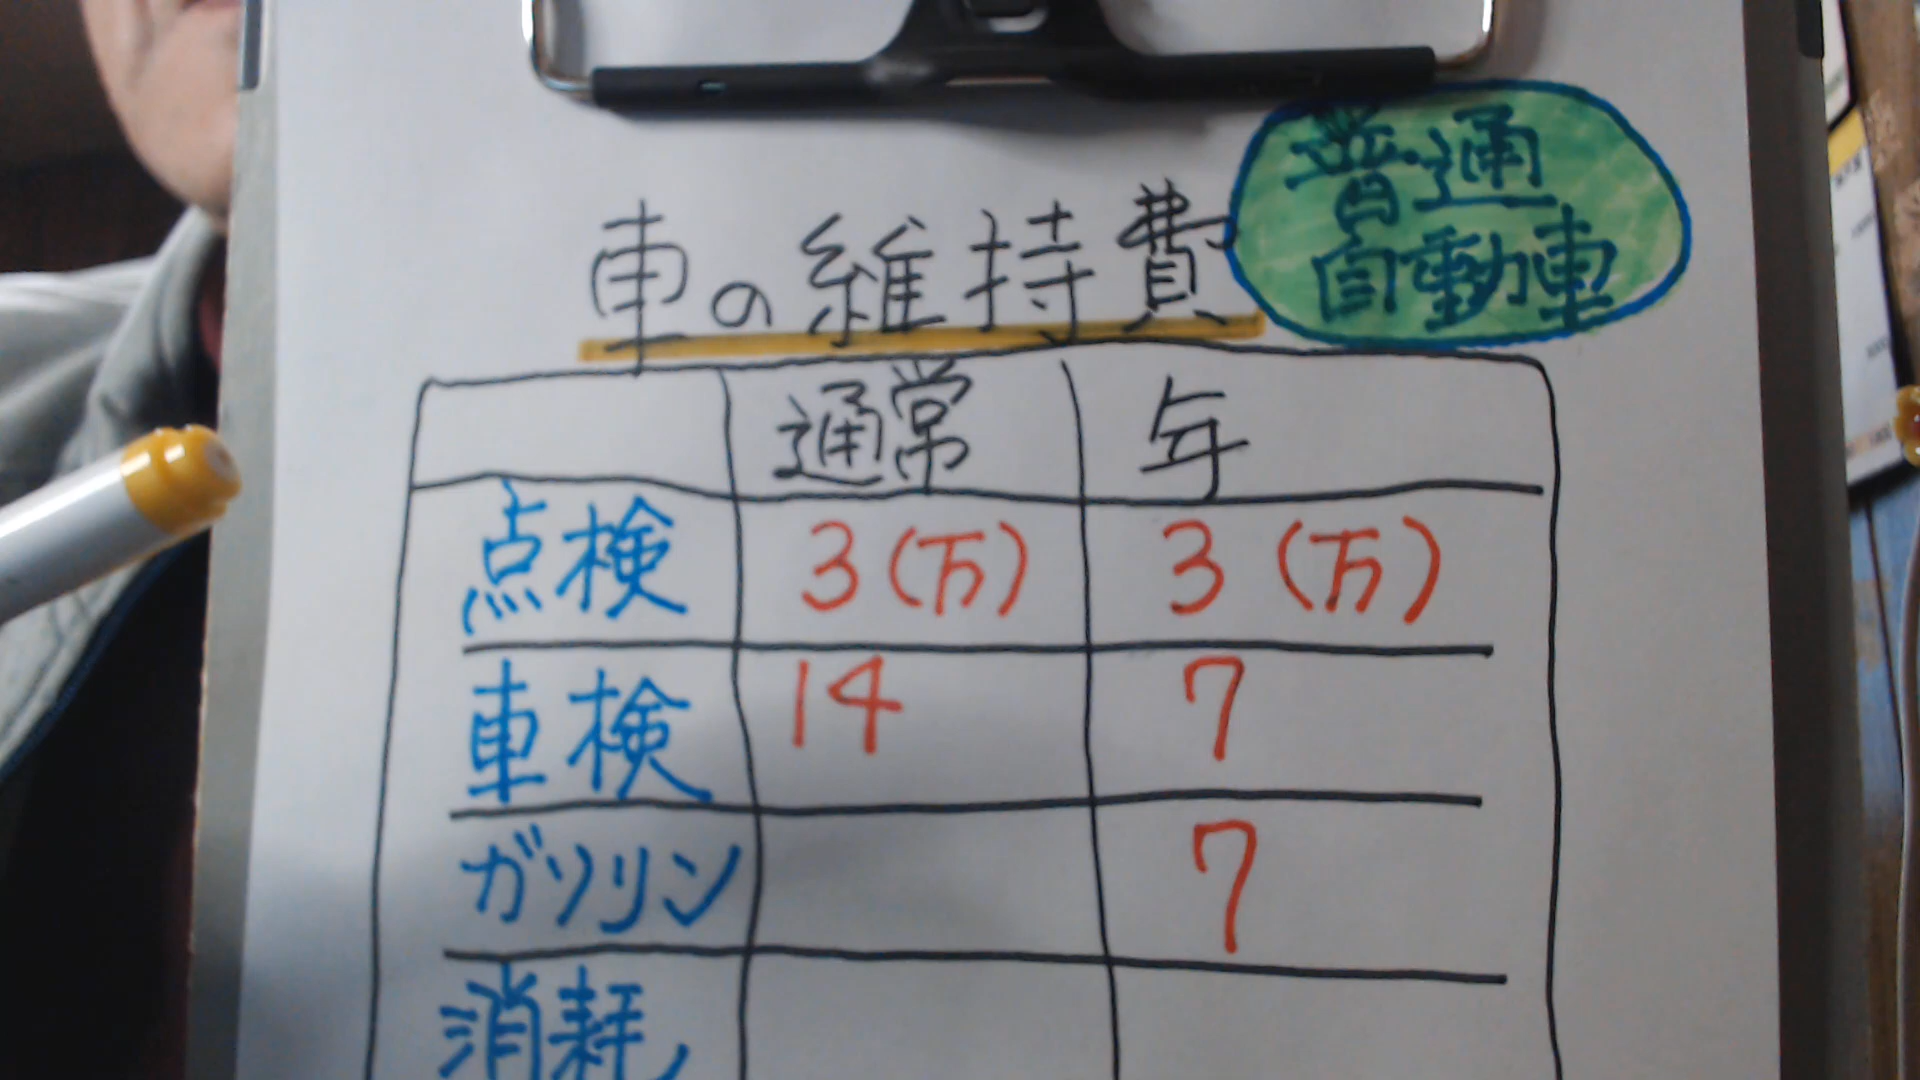 普通
自動車
車の維持費
通常 年
点検 3(万) 3(万)
車検 14 7
ガソリン 7
消耗